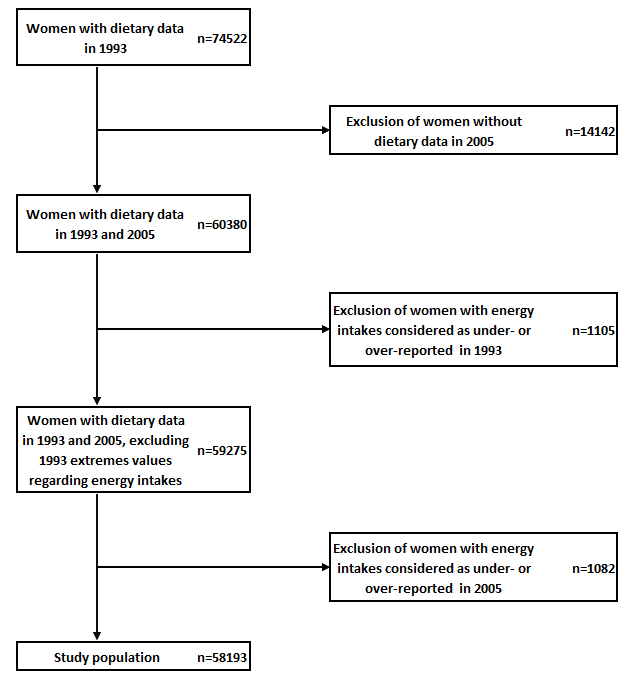 Women with dietary data
in 1993
n=74522
Exclusion of women without
dietary data in 2005
n=14142
Women with dietary data
in 1993 and 2005
n=60380
Exclusion of women with energy
intakes considered as under- or
over-reported in 1993
n=1105
Women with dietary data
in 1993 and 2005, excluding
1993 extremes values
regarding energy intakes
n=59275
Exclusion of women with energy
intakes considered as under- or
over-reported in 2005
n=1082
Study population
n=58193